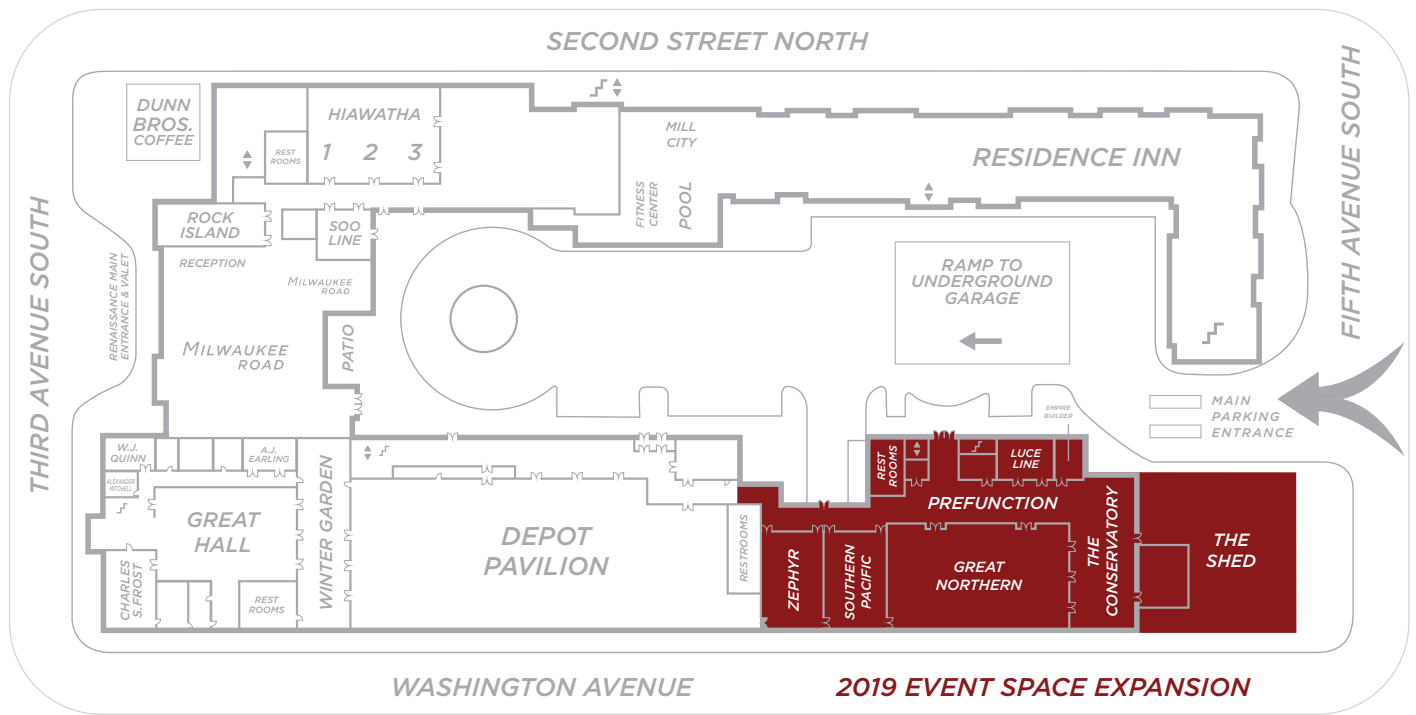 SECOND STREET NORTH
DUNN
BROS.
COFFEE
HIAWATHA
1 2 3
REST
ROOMS
MILL
CITY
RESIDENCE INN
FITNESS
CENTER
POOL
FIFTH AVENUE SOUTH
ROCK
ISLAND
SOO
LINE
RECEPTION
MILWAUKEE
ROAD
RENAISSANCE MAIN
ENTRANCE & VALET
THIRD AVENUE SOUTH
MILWAUKEE
ROAD
PATIO
RAMP TO
UNDERGROUND
GARAGE
MAIN
PARKING
ENTRANCE
EMPIRE
BUILDER
W.J.
QUINN
A.J.
EARLING
ALEXANDER
MITCHELL
GREAT
HALL
CHARLES
S.FROST
REST
ROOMS
WINTER GARDEN
DEPOT
PAVILION
RESTROOMS
REST
ROOMS
LUCE
LINE
PREFUNCTION
ZEPHYR
SOUTHERN
PACIFIC
GREAT
NORTHERN
THE
CONSERVATORY
THE
SHED
WASHINGTON AVENUE
2019 EVENT SPACE EXPANSION